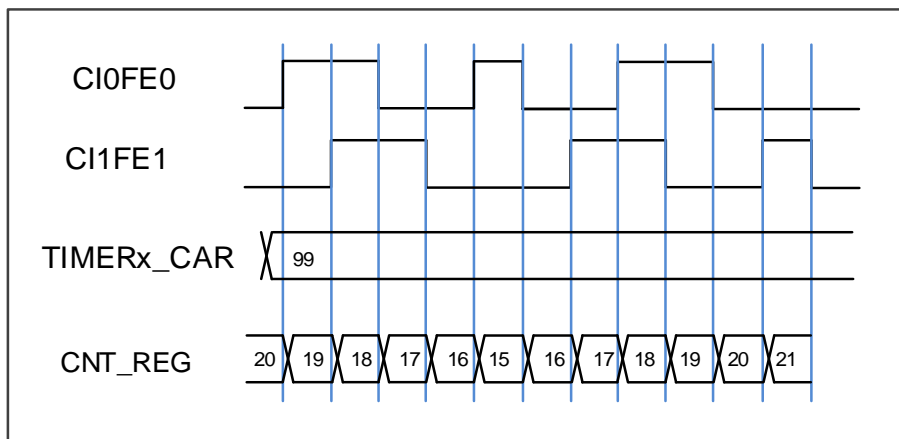 CI0FE0
CI1FE1
TIMERx_CAR 99
CNT_REG 20 19 18 17 16 15 16 17 18 19 20 21